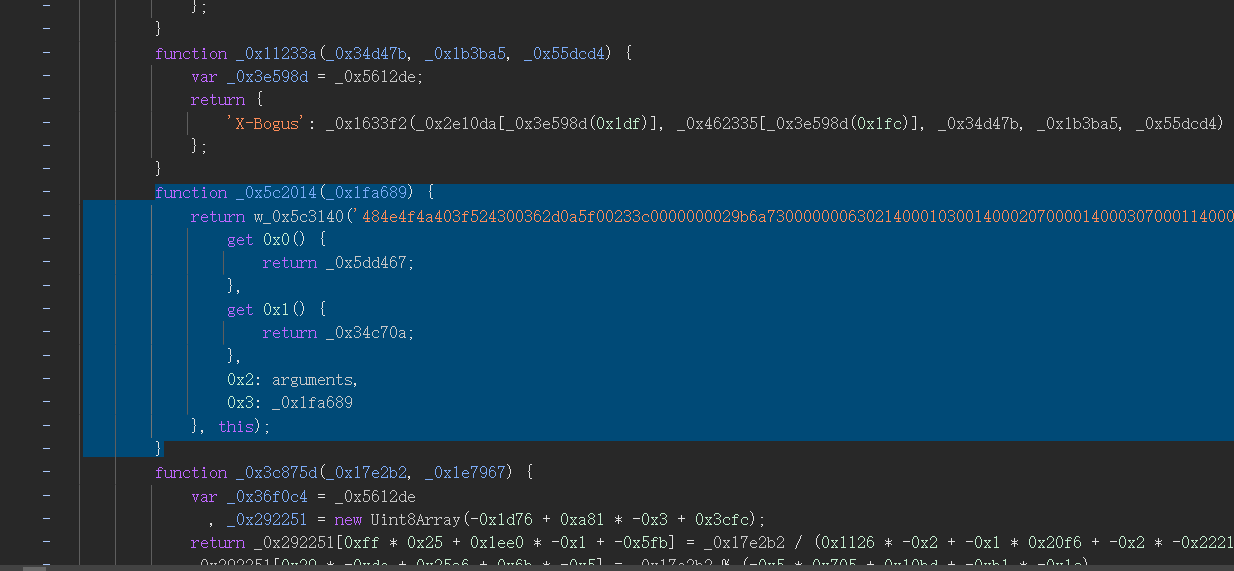 };
}
function _0x11233a(_0x34d47b, _0x1b3ba5, _0x55dcd4) {
var _0x3e598d = _0x5612de;
return {
'X-Bogus': _0x1633f2(_0x2e10da[_0x3e598d(0x1df)], _0x462335[_0x3e598d(0x1fc)], _0x34d47b, _0x1b3ba5, _0x55dcd4)
};
}
function _0x5c2014(_0x1fa689) {
return w_0x5c3140('484e4f4a403f524300362d0a5f00233c0000000029b6a730000000630214000103001400020700001400030700011400
get 0x0() {
return _0x5dd467;
},
get 0x1() {
return _0x34c70a;
},
0x2: arguments,
0x3: _0x1fa689
}, this);
}
function _0x3c875d(_0x17e2b2, _0x1e7967) {
var _0x36f0c4 = _0x5612de
, _0x292251 = new Uint8Array(-0x1d76 + 0xa81 * -0x3 + 0x3cfc);
return _0x292251[0xff * 0x25 + 0x1ee0 * -0x1 + -0x5fb] = _0x17e2b2 / (0x1126 * -0x2 + -0x1 * 0x20f6 + -0x2 * -0x2221